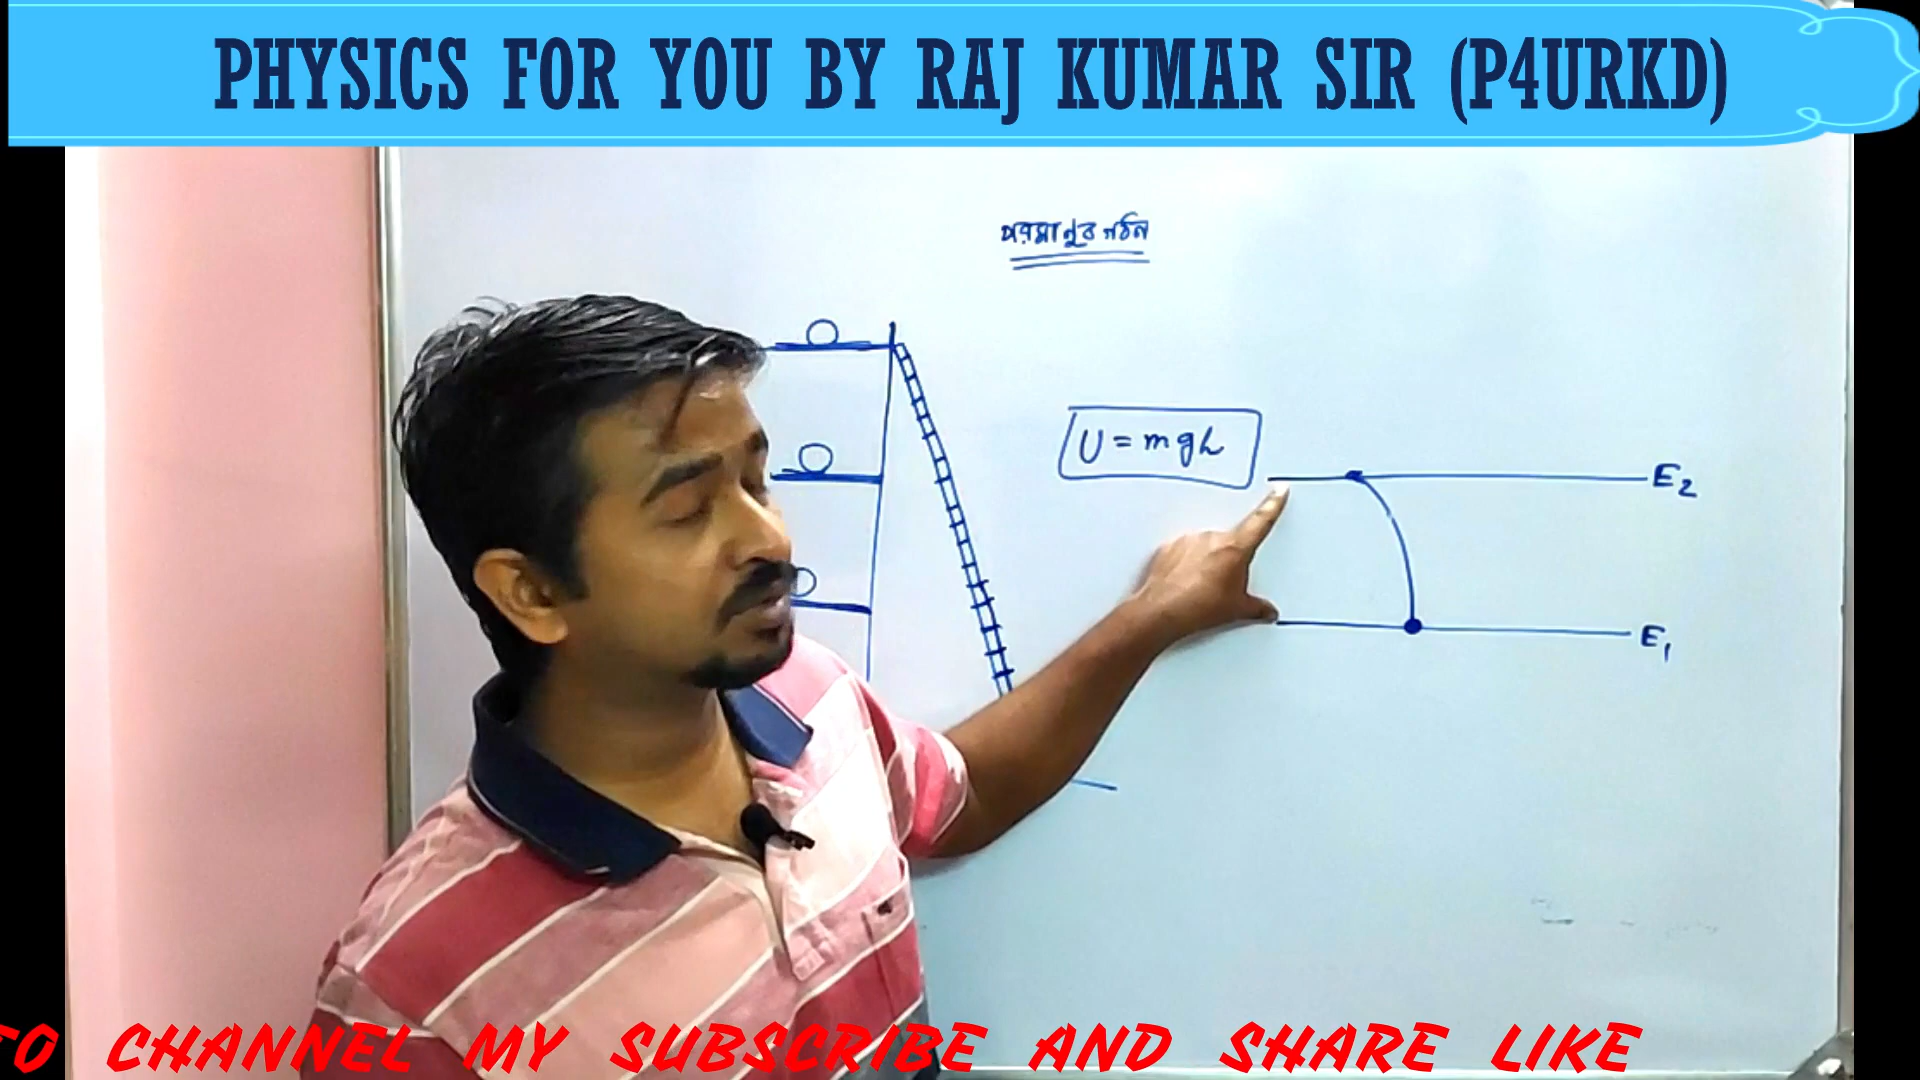 PHYSICS FOR YOU BY RAJ KUMAR SIR (P4URKD)
পরমাণুর গঠন
U = mgh
E₂
E₁
TO CHANNEL MY SUBSCRIBE AND SHARE LIKE